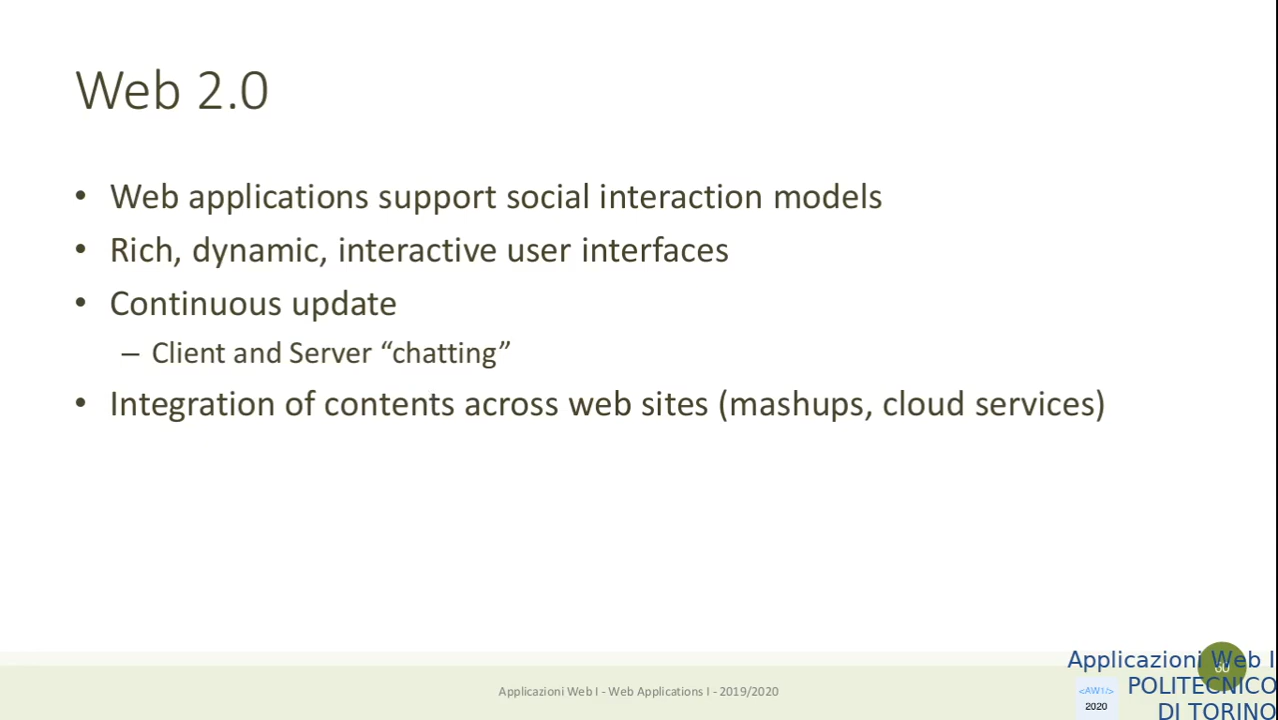 Web 2.0
• Web applications support social interaction models
• Rich, dynamic, interactive user interfaces
• Continuous update
– Client and Server “chatting”
• Integration of contents across web sites (mashups, cloud services)
Applicazioni Web I - Web Applications I - 2019/2020
60
Applicazioni Web I
POLITECNICO
DI TORINO
<AW1/>
2020